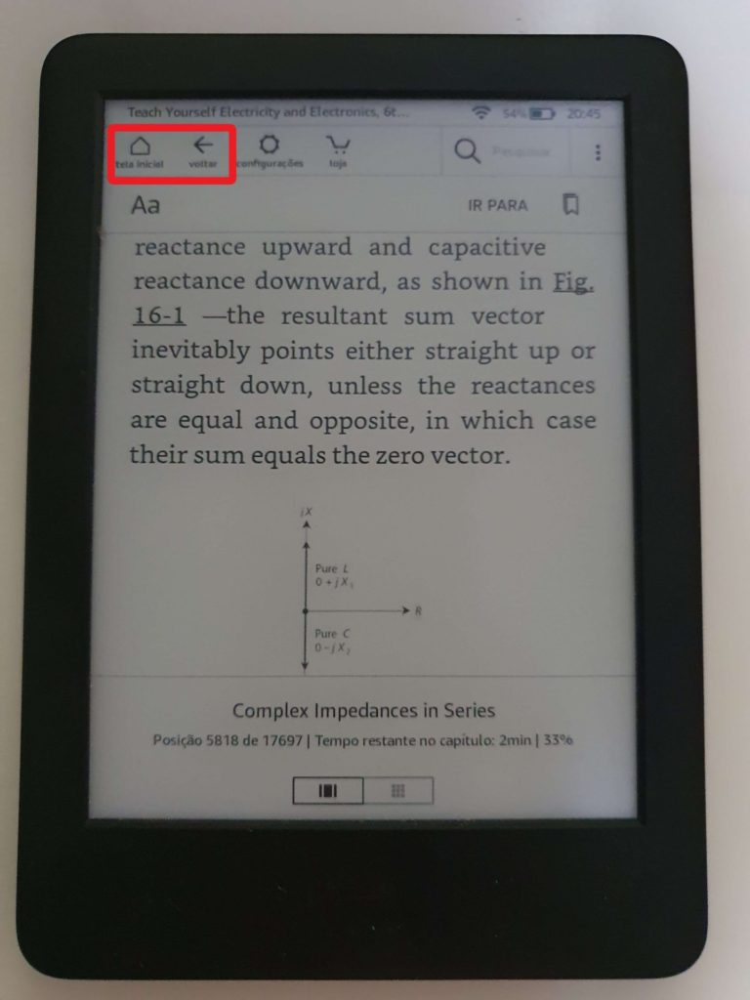 Teach Yourself Electricity and Electronics, 6t...
54%
20:45
tela inicial
voltar
configurações
loja
Pesquisar
Aa
IR PARA
reactance upward and capacitive
reactance downward, as shown in Fig.
16-1 —the resultant sum vector
inevitably points either straight up or
straight down, unless the reactances
are equal and opposite, in which case
their sum equals the zero vector.
jX
Pure L
0 + jX₁
R
Pure C
0 – jX₂
Complex Impedances in Series
Posição 5818 de 17697 | Tempo restante no capítulo: 2min | 33%